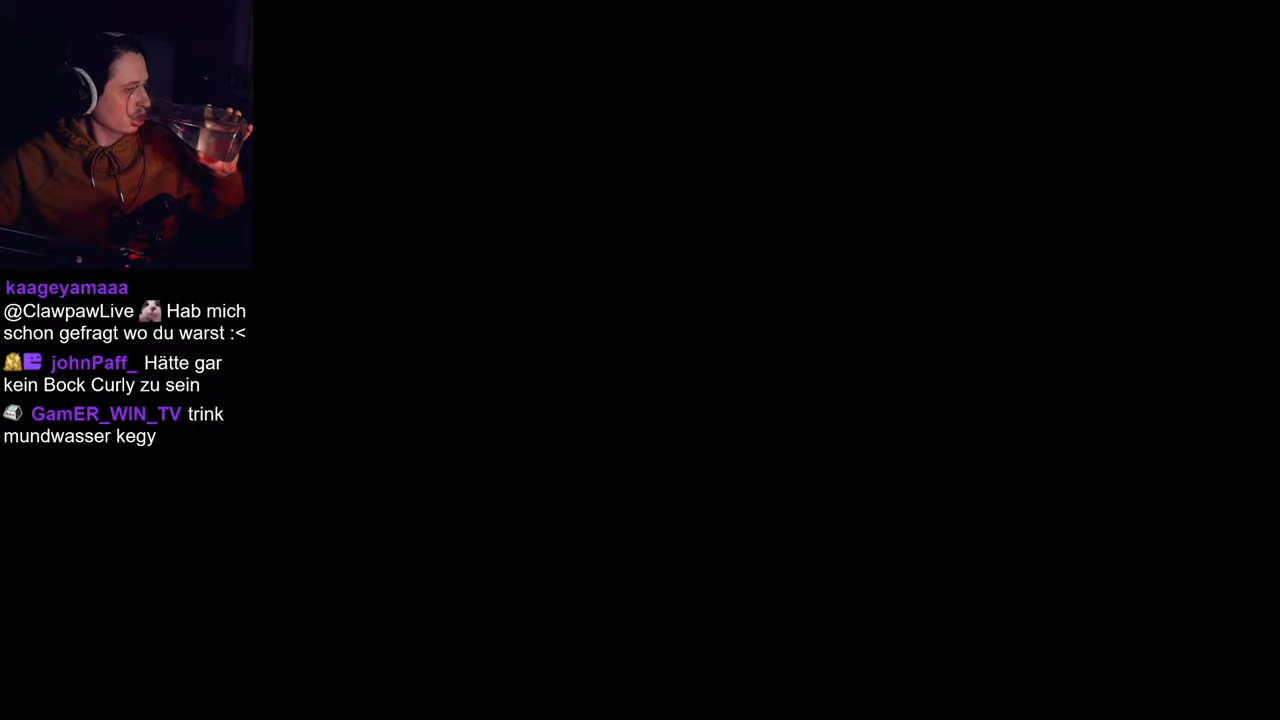 kaageyamaaa
@ClawpawLive Hab mich
schon gefragt wo du warst :<
johnPaff_ Hätte gar
kein Bock Curly zu sein
GamER_WIN_TV trink
mundwasser kegy